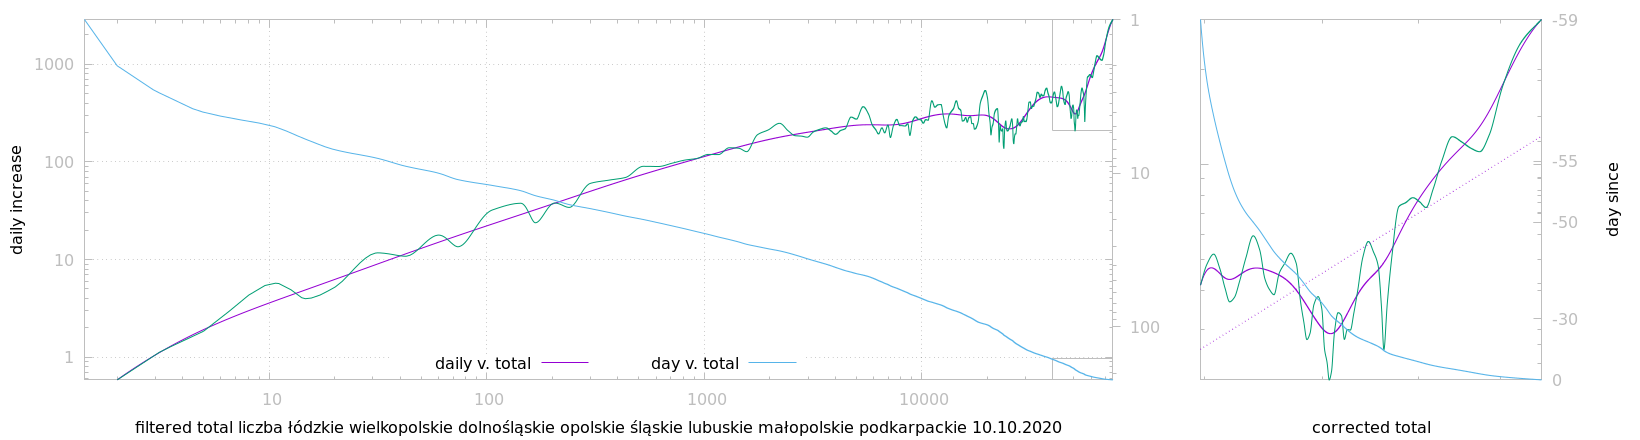 daily increase
1000
100
10
1
10
100
1000
10000
1
10
100
daily v. total
day v. total
filtered total liczba łódzkie wielkopolskie dolnośląskie opolskie śląskie lubuskie małopolskie podkarpackie 10.10.2020
-59
-55
-50
-30
0
day since
corrected total